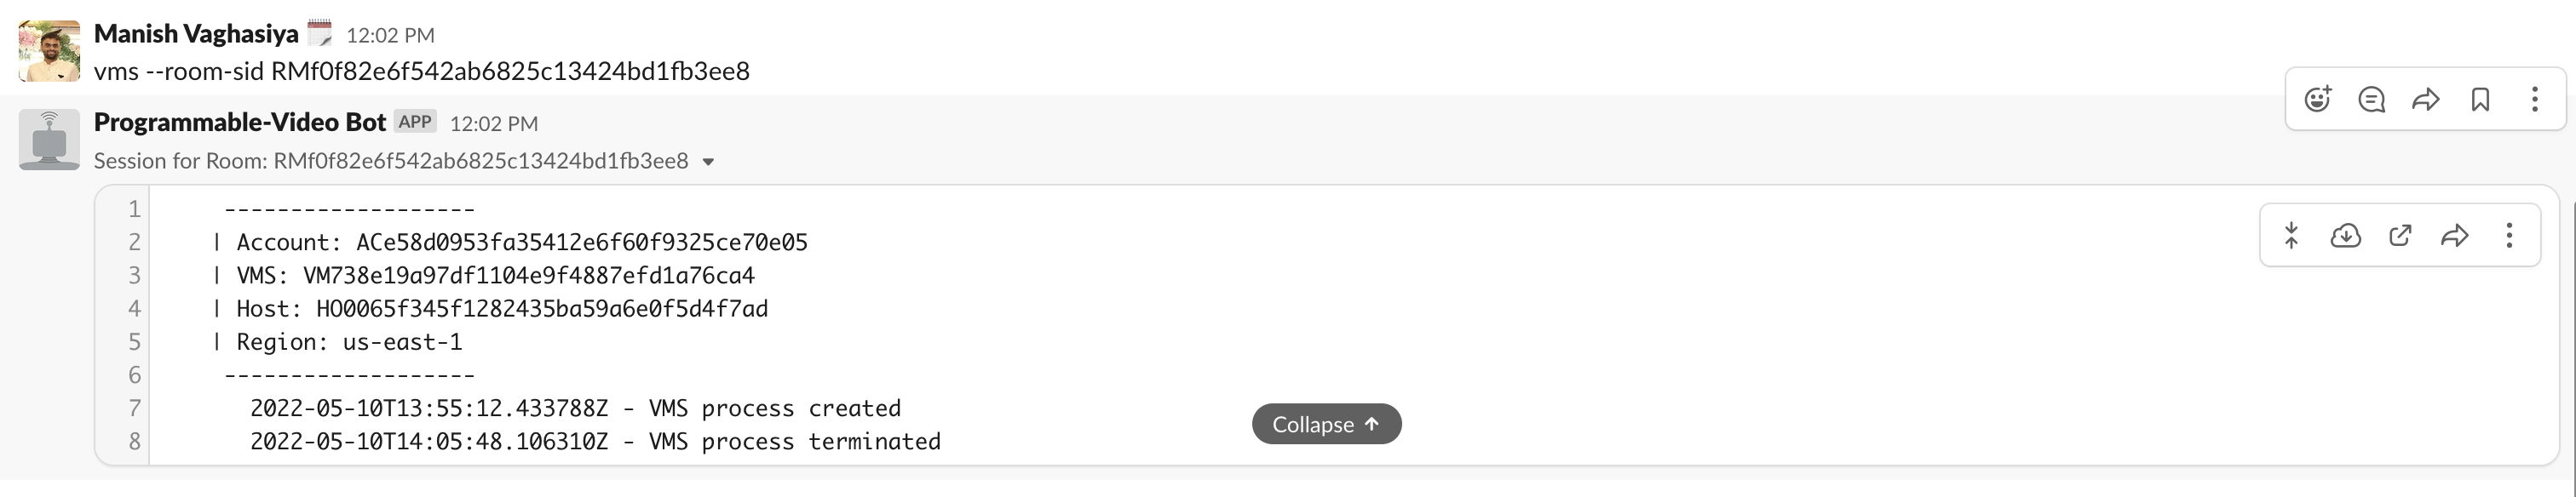 Manish Vaghasiya 12:02 PM
vms --room-sid RMf0f82e6f542ab6825c13424bd1fb3ee8
Programmable-Video Bot APP 12:02 PM
Session for Room: RMf0f82e6f542ab6825c13424bd1fb3ee8
1 -------------------
2 | Account: ACe58d0953fa35412e6f60f9325ce70e05
3 | VMS: VM738e19a97df1104e9f4887efd1a76ca4
4 | Host: HO0065f345f1282435ba59a6e0f5d4f7ad
5 | Region: us-east-1
6 -------------------
7 2022-05-10T13:55:12.433788Z - VMS process created
8 2022-05-10T14:05:48.106310Z - VMS process terminated
Collapse